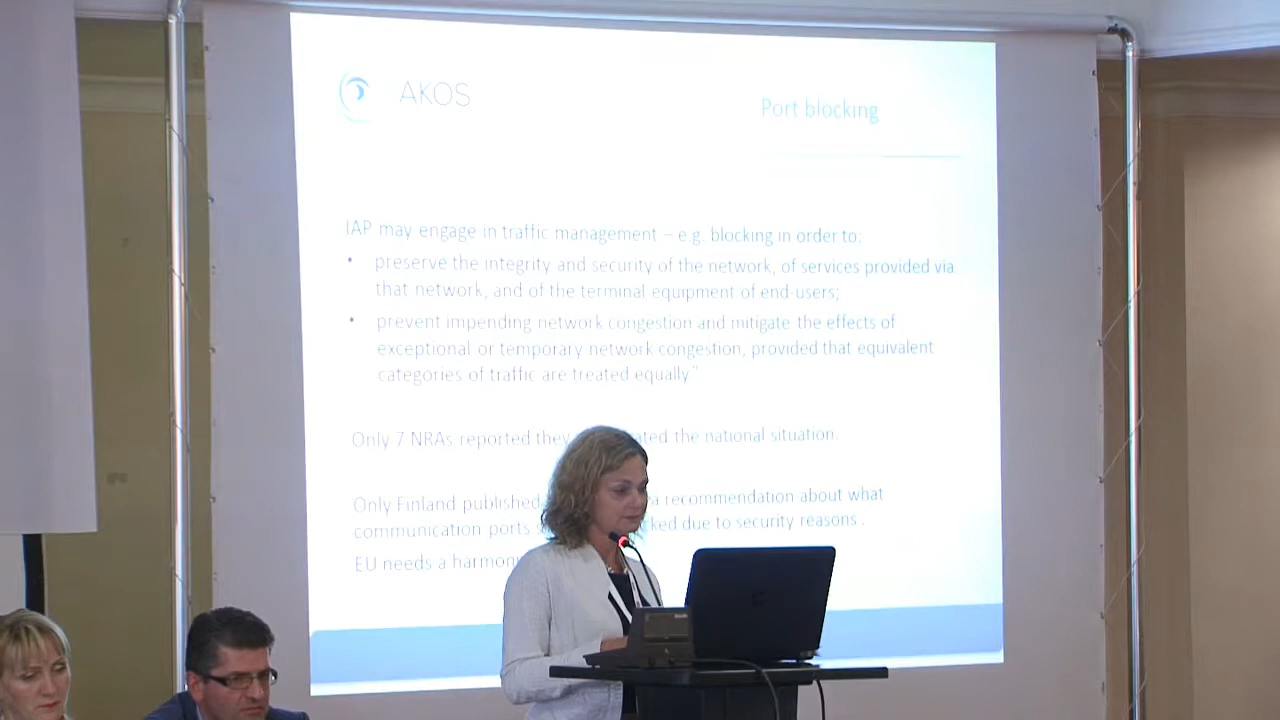 AKOS
Port blocking
IAP may engage in traffic management – e.g. blocking in order to:
• preserve the integrity and security of the network, of services provided via
that network, and of the terminal equipment of end-users;
• prevent impending network congestion and mitigate the effects of
exceptional or temporary network congestion, provided that equivalent
categories of traffic are treated equally."
Only 7 NRAs reported they the national situation.
Only Finland published a recommendation about what
communication ports due to security reasons .
EU needs a